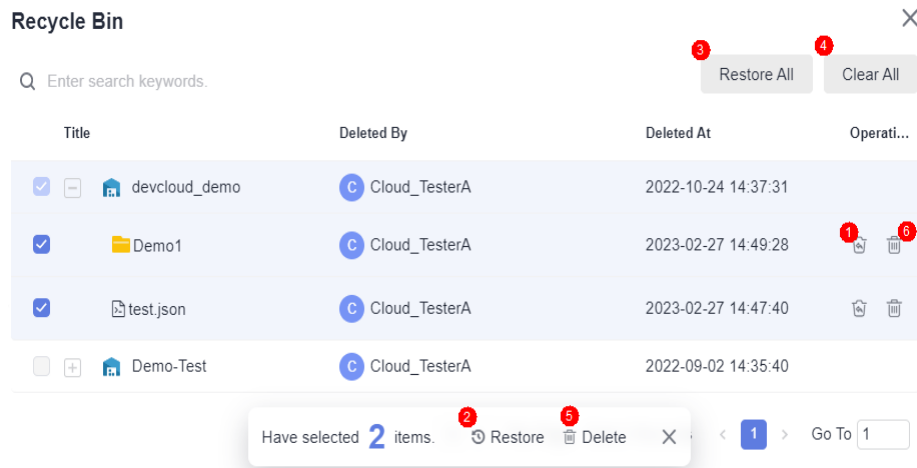 Recycle Bin
3 4
Enter search keywords. Restore All Clear All
Title Deleted By Deleted At Operati...
devcloud_demo C Cloud_TesterA 2022-10-24 14:37:31
Demo1 C Cloud_TesterA 2023-02-27 14:49:28 1 6
test.json C Cloud_TesterA 2023-02-27 14:47:40
Demo-Test C Cloud_TesterA 2022-09-02 14:35:40
2 5
Have selected 2 items. Restore Delete < 1 > Go To 1